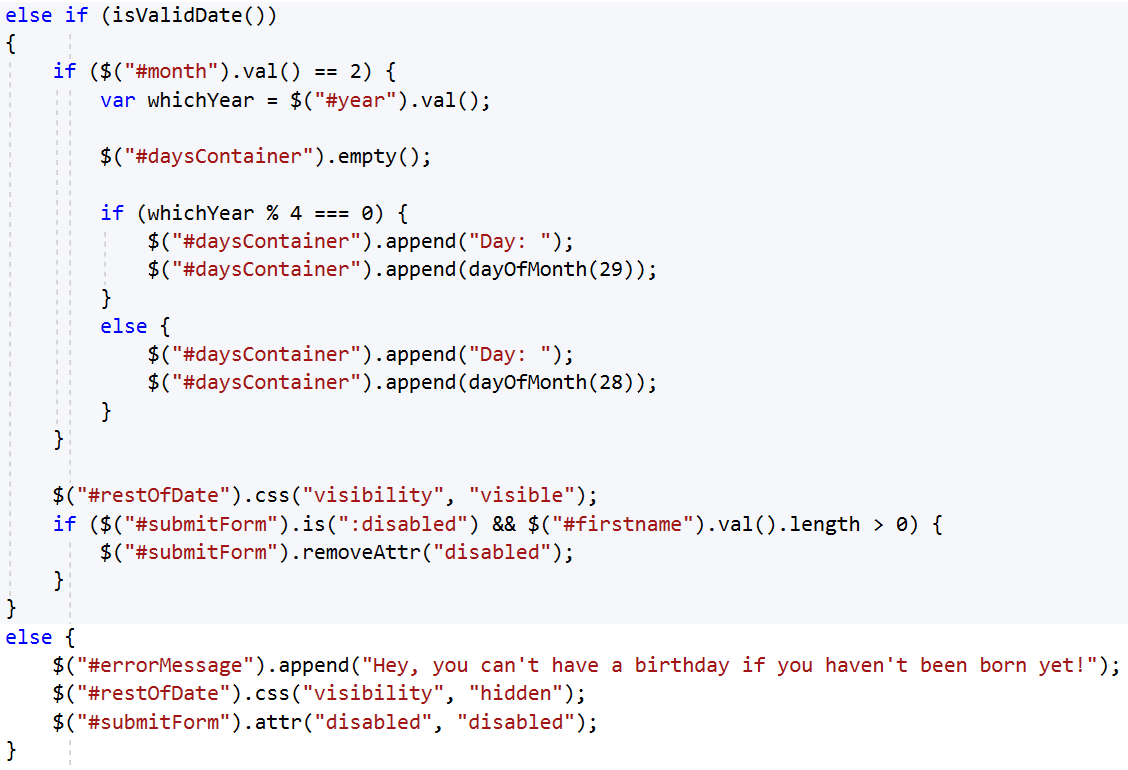 else if (isValidDate())
{
    if ($("#month").val() == 2) {
        var whichYear = $("#year").val();

        $("#daysContainer").empty();

        if (whichYear % 4 === 0) {
            $("#daysContainer").append("Day: ");
            $("#daysContainer").append(dayOfMonth(29));
        }
        else {
            $("#daysContainer").append("Day: ");
            $("#daysContainer").append(dayOfMonth(28));
        }
    }

    $("#restOfDate").css("visibility", "visible");
    if ($("#submitForm").is(":disabled") && $("#firstname").val().length > 0) {
        $("#submitForm").removeAttr("disabled");
    }
}
else {
    $("#errorMessage").append("Hey, you can't have a birthday if you haven't been born yet!");
    $("#restOfDate").css("visibility", "hidden");
    $("#submitForm").attr("disabled", "disabled");
}